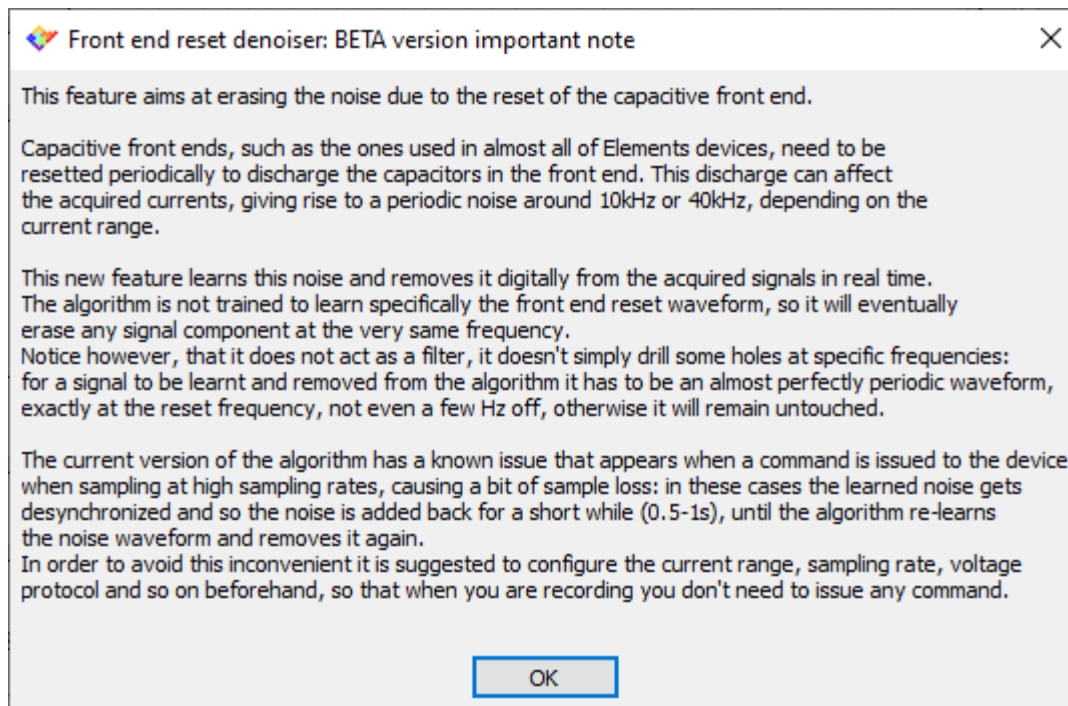 Front end reset denoiser: BETA version important note
This feature aims at erasing the noise due to the reset of the capacitive front end.
Capacitive front ends, such as the ones used in almost all of Elements devices, need to be
resetted periodically to discharge the capacitors in the front end. This discharge can affect
the acquired currents, giving rise to a periodic noise around 10kHz or 40kHz, depending on the
current range.
This new feature learns this noise and removes it digitally from the acquired signals in real time.
The algorithm is not trained to learn specifically the front end reset waveform, so it will eventually
erase any signal component at the very same frequency.
Notice however, that it does not act as a filter, it doesn't simply drill some holes at specific frequencies:
for a signal to be learnt and removed from the algorithm it has to be an almost perfectly periodic waveform,
exactly at the reset frequency, not even a few Hz off, otherwise it will remain untouched.
The current version of the algorithm has a known issue that appears when a command is issued to the device
when sampling at high sampling rates, causing a bit of sample loss: in these cases the learned noise gets
desynchronized and so the noise is added back for a short while (0.5-1s), until the algorithm re-learns
the noise waveform and removes it again.
In order to avoid this inconvenient it is suggested to configure the current range, sampling rate, voltage
protocol and so on beforehand, so that when you are recording you don't need to issue any command.
OK